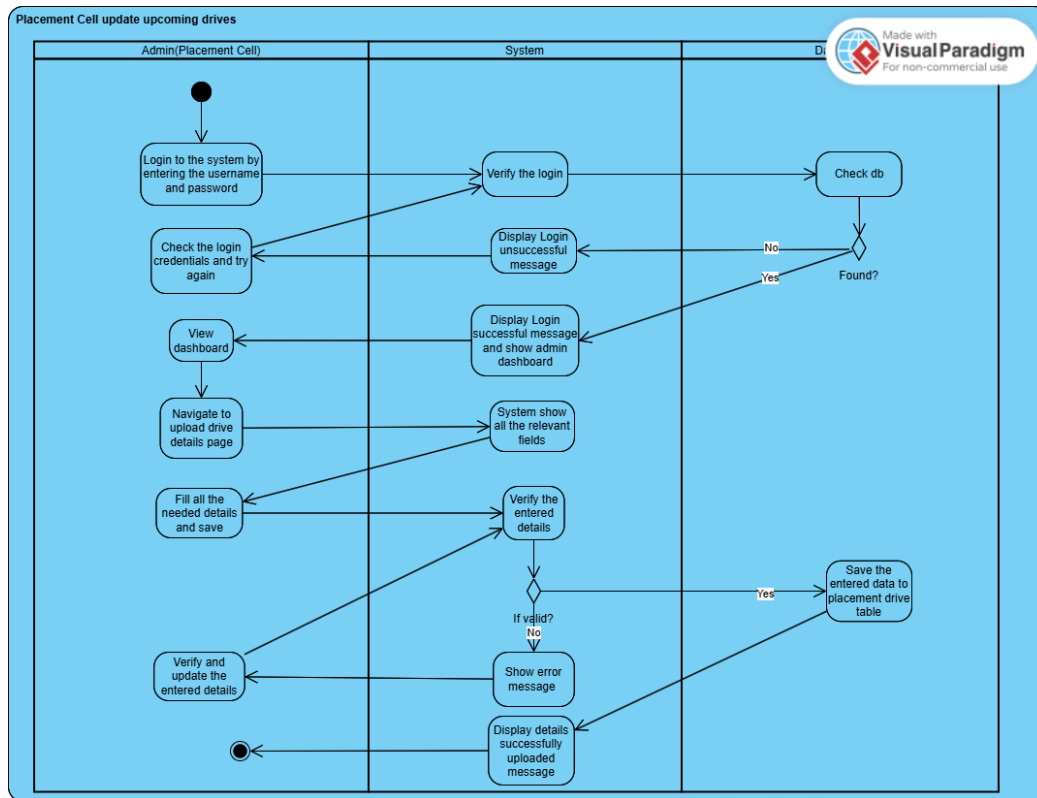 Placement Cell update upcoming drives
Made with
Visual Paradigm
For non-commercial use
Admin(Placement Cell)
System
Login to the system by
entering the username
and password
Verify the login
Check db
Check the login
credentials and try
again
Display Login
unsuccessful
message
No
Found?
Yes
View
dashboard
Display Login
successful message
and show admin
dashboard
Navigate to
upload drive
details page
System show
all the relevant
fields
Fill all the
needed details
and save
Verify the
entered
details
Save the
entered data to
placement drive
table
Yes
If valid?
No
Verify and
update the
entered details
Show error
message
Display details
successfully
uploaded
message